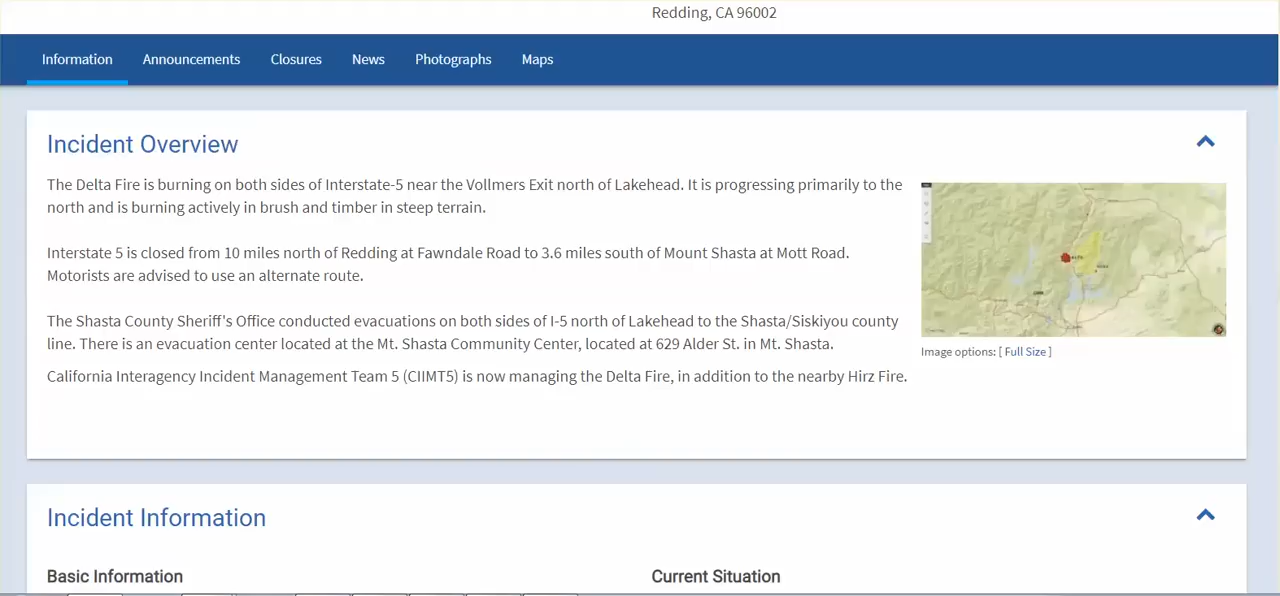 Redding, CA 96002
Information Announcements Closures News Photographs Maps
Incident Overview
The Delta Fire is burning on both sides of Interstate-5 near the Vollmers Exit north of Lakehead. It is progressing primarily to the
north and is burning actively in brush and timber in steep terrain.
Interstate 5 is closed from 10 miles north of Redding at Fawndale Road to 3.6 miles south of Mount Shasta at Mott Road.
Motorists are advised to use an alternate route.
The Shasta County Sheriff's Office conducted evacuations on both sides of I-5 north of Lakehead to the Shasta/Siskiyou county
line. There is an evacuation center located at the Mt. Shasta Community Center, located at 629 Alder St. in Mt. Shasta.
California Interagency Incident Management Team 5 (CIIMT5) is now managing the Delta Fire, in addition to the nearby Hirz Fire.
Image options: [ Full Size ]
Incident Information
Basic Information
Current Situation